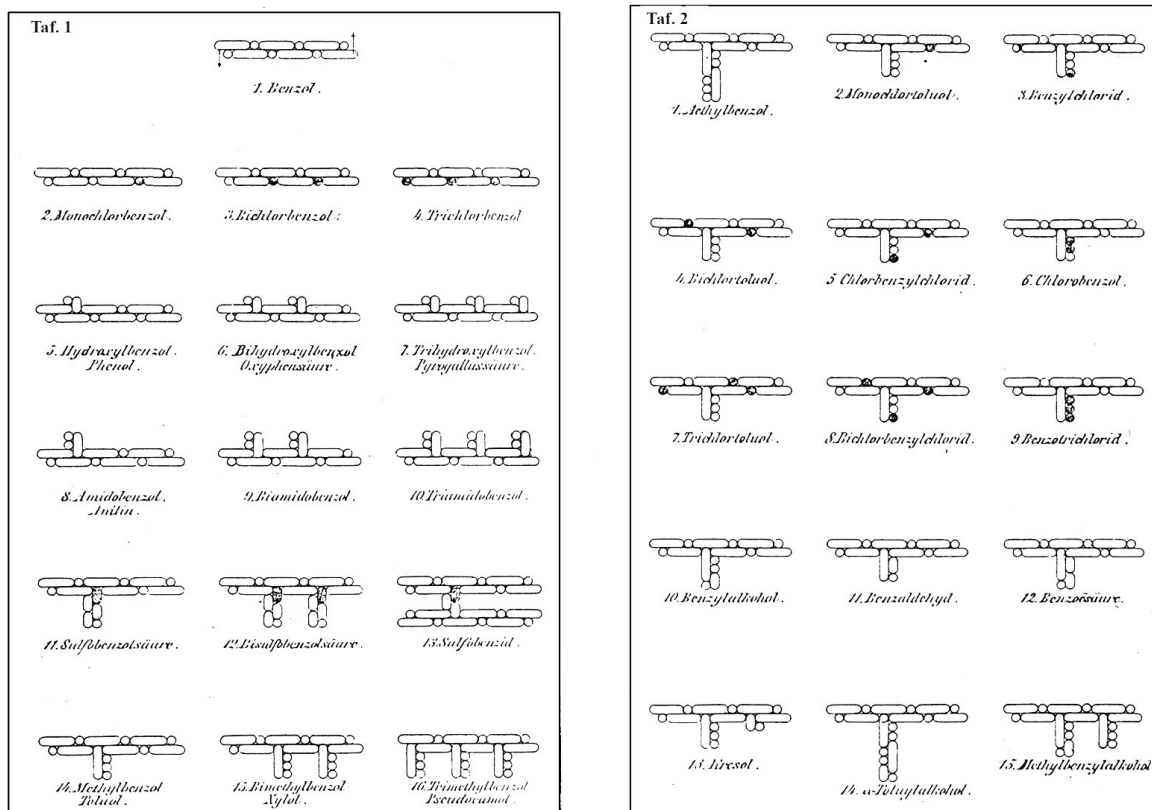 Taf. 1
1. Benzol.
2. Monochlorbenzol.
3. Bichlorbenzol.
4. Trichlorbenzol
5. Hydroxylbenzol.
Phenol.
6. Bihydroxylbenzol
Oxyphensäure.
7. Trihydroxylbenzol.
Pyrogallussäure.
8. Amidobenzol.
Anilin.
9. Biamidobenzol.
10. Triamidobenzol.
11. Sulfobenzolsäure.
12. Bisulfobenzolsäure.
13. Sulfobenzid.
14. Methylbenzol
Toluol.
15. Bimethylbenzol
Xylol.
16. Trimethylbenzol
Pseudocumol.
Taf. 2
1. Aethylbenzol.
2. Monochlortoluol.
3. Benzylchlorid.
4. Bichlortoluol.
5. Chlorbenzylchlorid.
6. Chlorobenzol.
7. Trichlortoluol.
8. Bichlorbenzylchlorid.
9. Benzotrichlorid.
10. Benzylalkohol.
11. Benzaldehyd.
12. Benzoësäure.
13. Kresol.
14. α-Toluylalkohol.
15. Methylbenzylalkohol